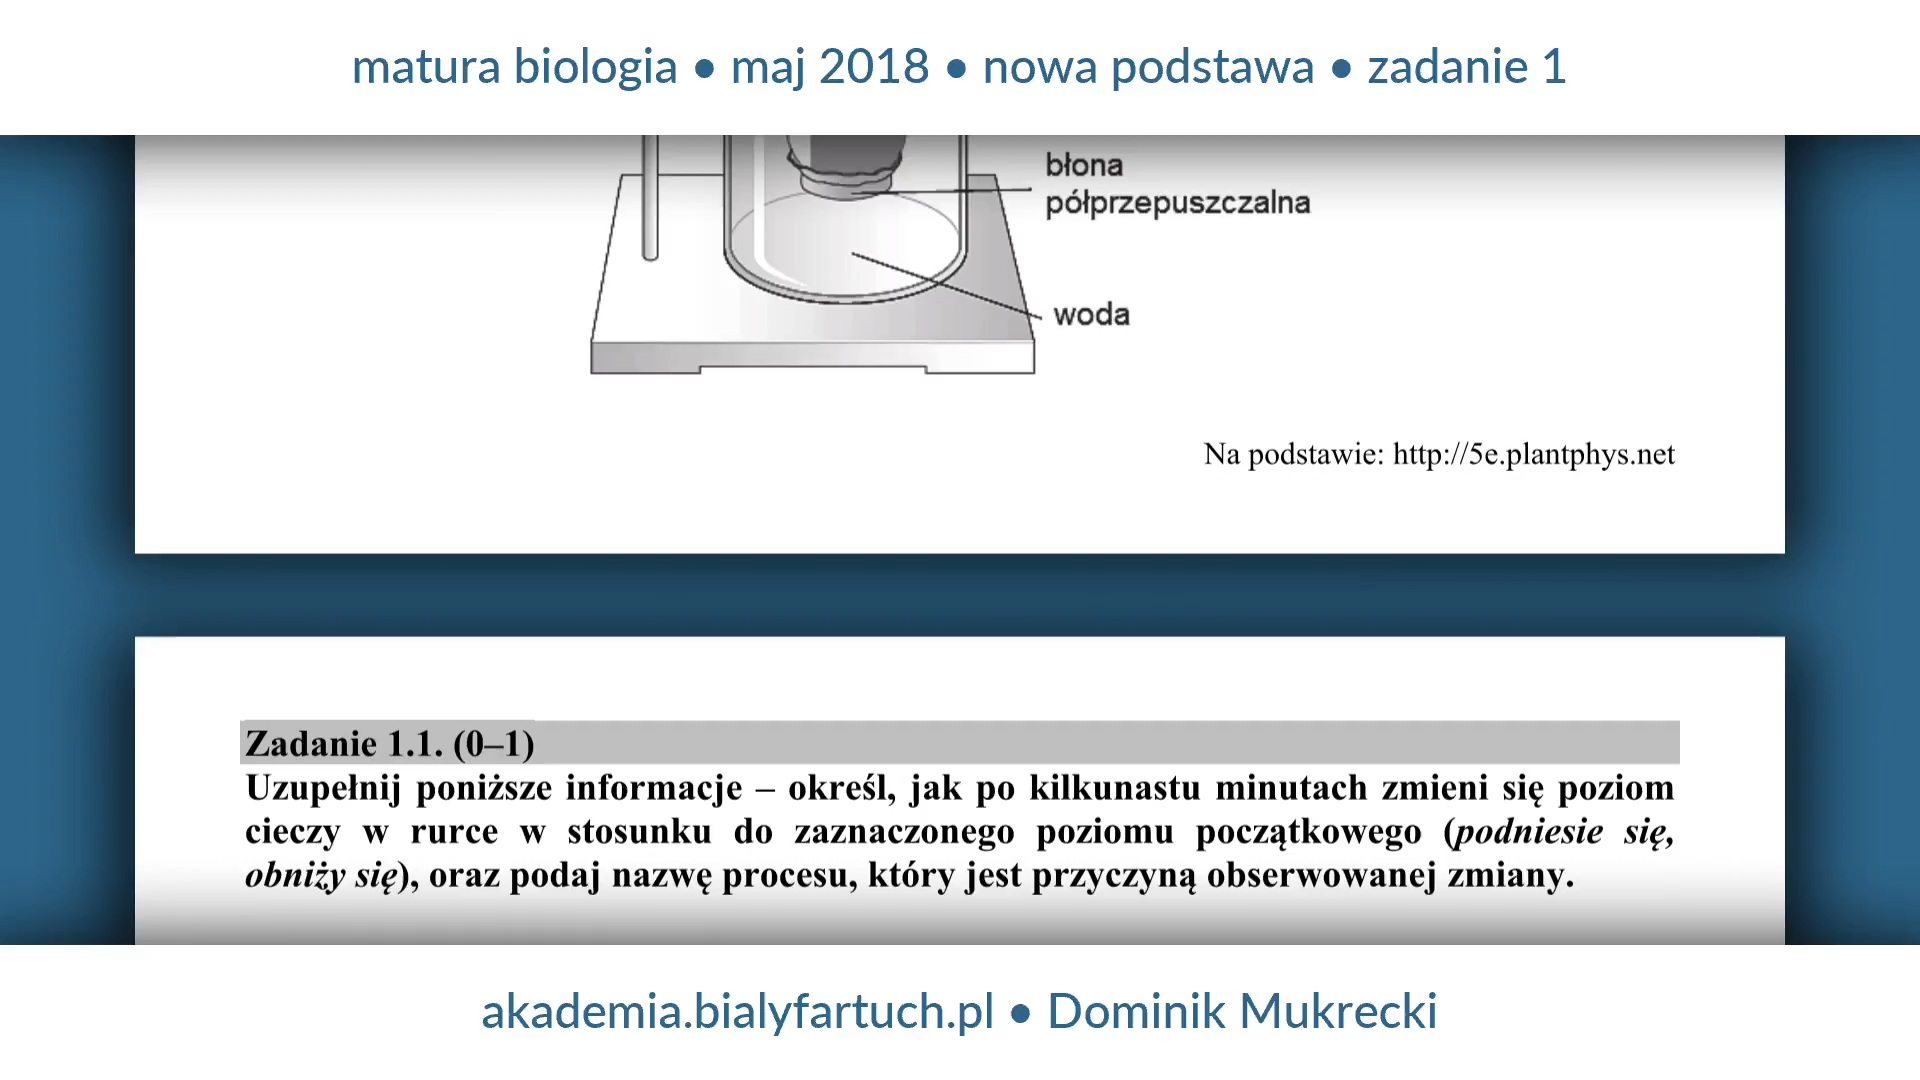 matura biologia • maj 2018 • nowa podstawa • zadanie 1
błona
półprzepuszczalna
woda
Na podstawie: http://5e.plantphys.net
Zadanie 1.1. (0–1)
Uzupełnij poniższe informacje – określ, jak po kilkunastu minutach zmieni się poziom
cieczy w rurce w stosunku do zaznaczonego poziomu początkowego (podniesie się,
obniży się), oraz podaj nazwę procesu, który jest przyczyną obserwowanej zmiany.
akademia.bialyfartuch.pl • Dominik Mukrecki